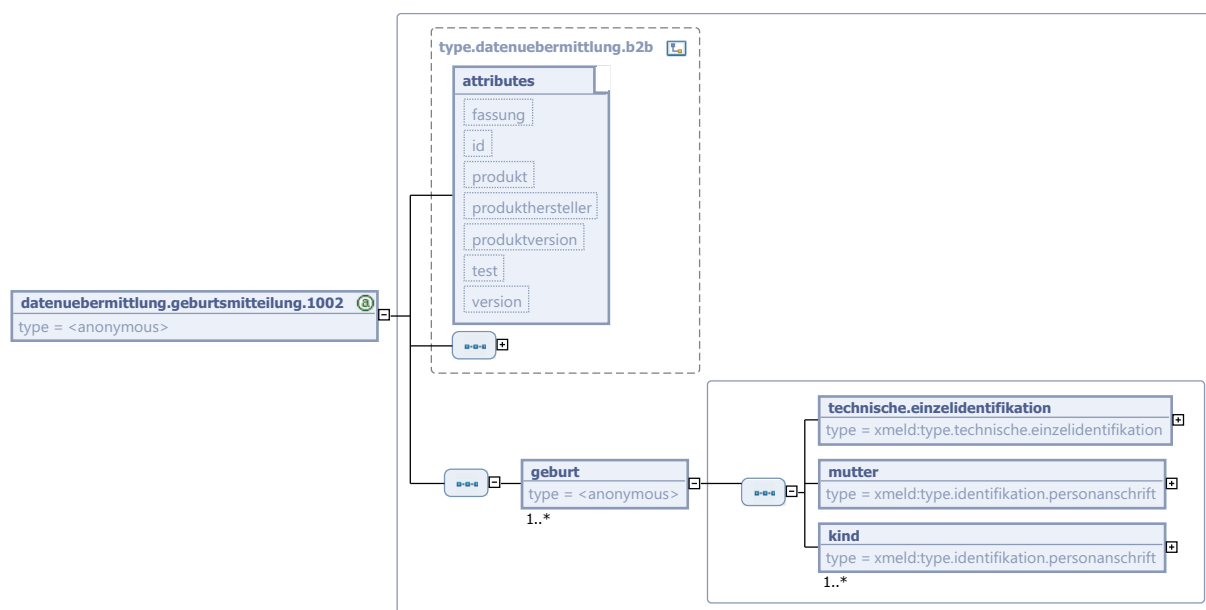 type.datenuebermittlung.b2b
attributes
fassung
id
produkt
produkthersteller
produktversion
test
version
datenuebermittlung.geburtsmitteilung.1002
type = <anonymous>
geburt
type = <anonymous>
1..*
technische.einzelidentifikation
type = xmeld:type.technische.einzelidentifikation
mutter
type = xmeld:type.identifikation.personanschrift
kind
type = xmeld:type.identifikation.personanschrift
1..*